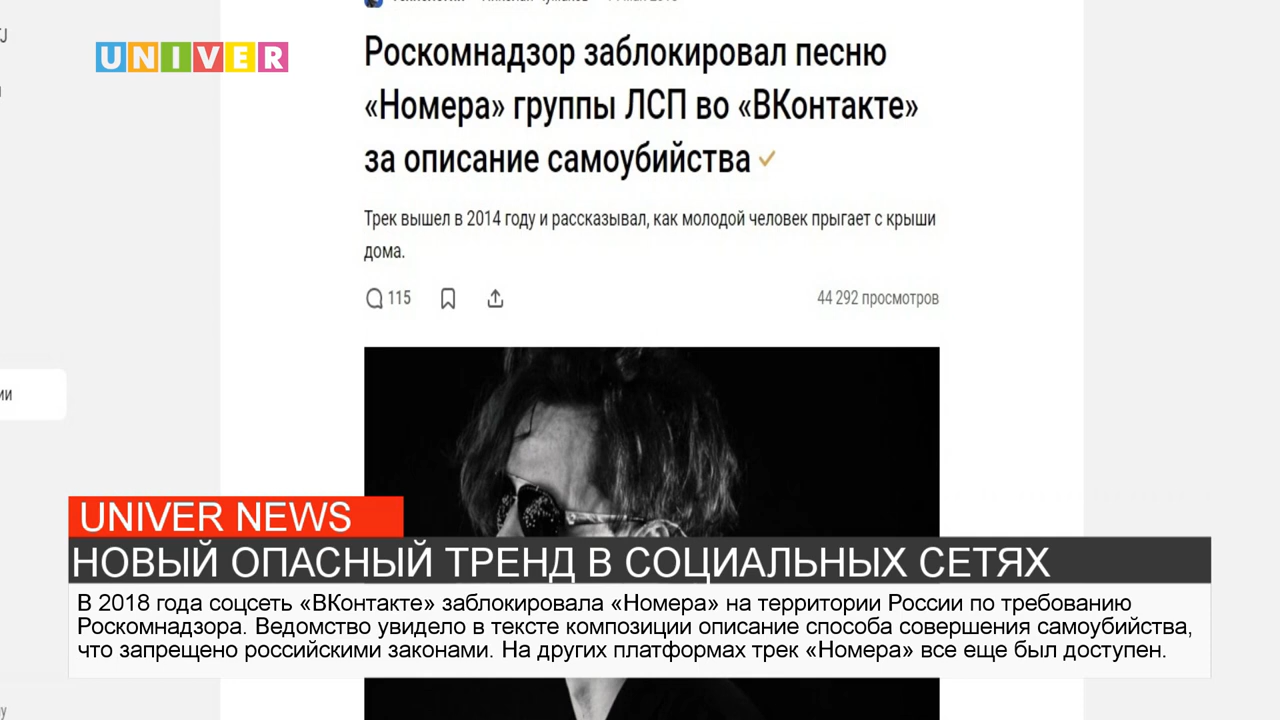 UNIVER
Роскомнадзор заблокировал песню
«Номера» группы ЛСП во «ВКонтакте»
за описание самоубийства
Трек вышел в 2014 году и рассказывал, как молодой человек прыгает с крыши
дома.
115
44 292 просмотров
ии
UNIVER NEWS
НОВЫЙ ОПАСНЫЙ ТРЕНД В СОЦИАЛЬНЫХ СЕТЯХ
В 2018 года соцсеть «ВКонтакте» заблокировала «Номера» на территории России по требованию
Роскомнадзора. Ведомство увидело в тексте композиции описание способа совершения самоубийства,
что запрещено российскими законами. На других платформах трек «Номера» все еще был доступен.